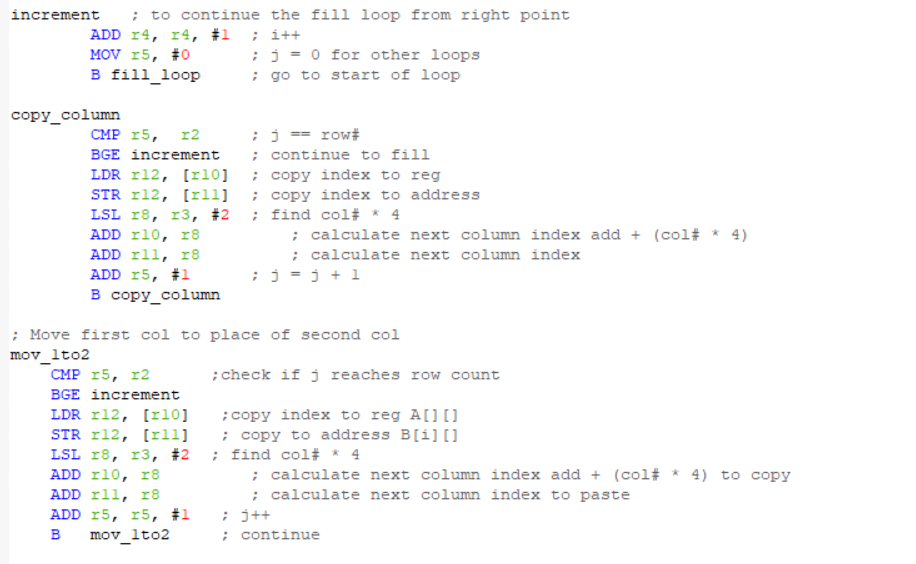 increment   ; to continue the fill loop from right point
        ADD r4, r4, #1  ; i++
        MOV r5, #0      ; j = 0 for other loops
        B fill_loop     ; go to start of loop

copy_column
        CMP r5,  r2     ; j == row#
        BGE increment   ; continue to fill
        LDR r12, [r10]  ; copy index to reg
        STR r12, [r11]  ; copy index to address
        LSL r8, r3, #2  ; find col# * 4
        ADD r10, r8         ; calculate next column index add + (col# * 4)
        ADD r11, r8         ; calculate next column index
        ADD r5, #1      ; j = j + 1
        B copy_column

; Move first col to place of second col
mov_1to2
    CMP r5, r2      ;check if j reaches row count
    BGE increment
    LDR r12, [r10]   ;copy index to reg A[][]
    STR r12, [r11]   ; copy to address B[i][]
    LSL r8, r3, #2  ; find col# * 4
    ADD r10, r8         ; calculate next column index add + (col# * 4) to copy
    ADD r11, r8         ; calculate next column index to paste
    ADD r5, r5, #1   ; j++
    B   mov_1to2     ; continue